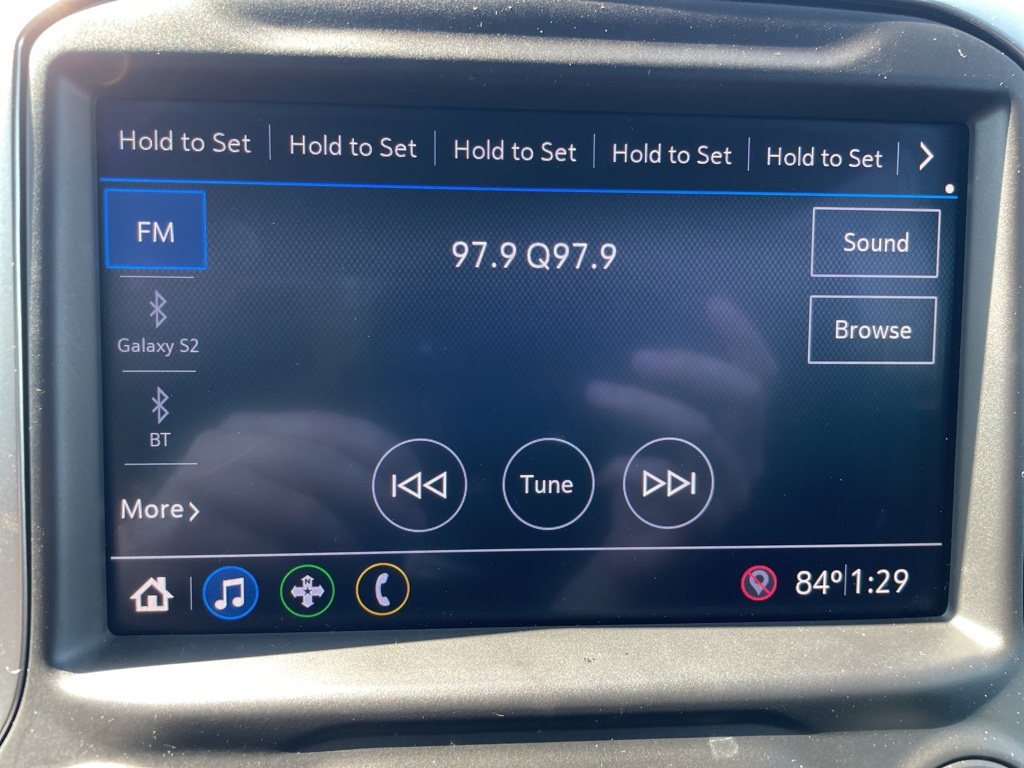 Hold to Set Hold to Set Hold to Set Hold to Set Hold to Set
FM
97.9 Q97.9
Sound
Galaxy S2
Browse
BT
More
Tune
N
84º 1:29